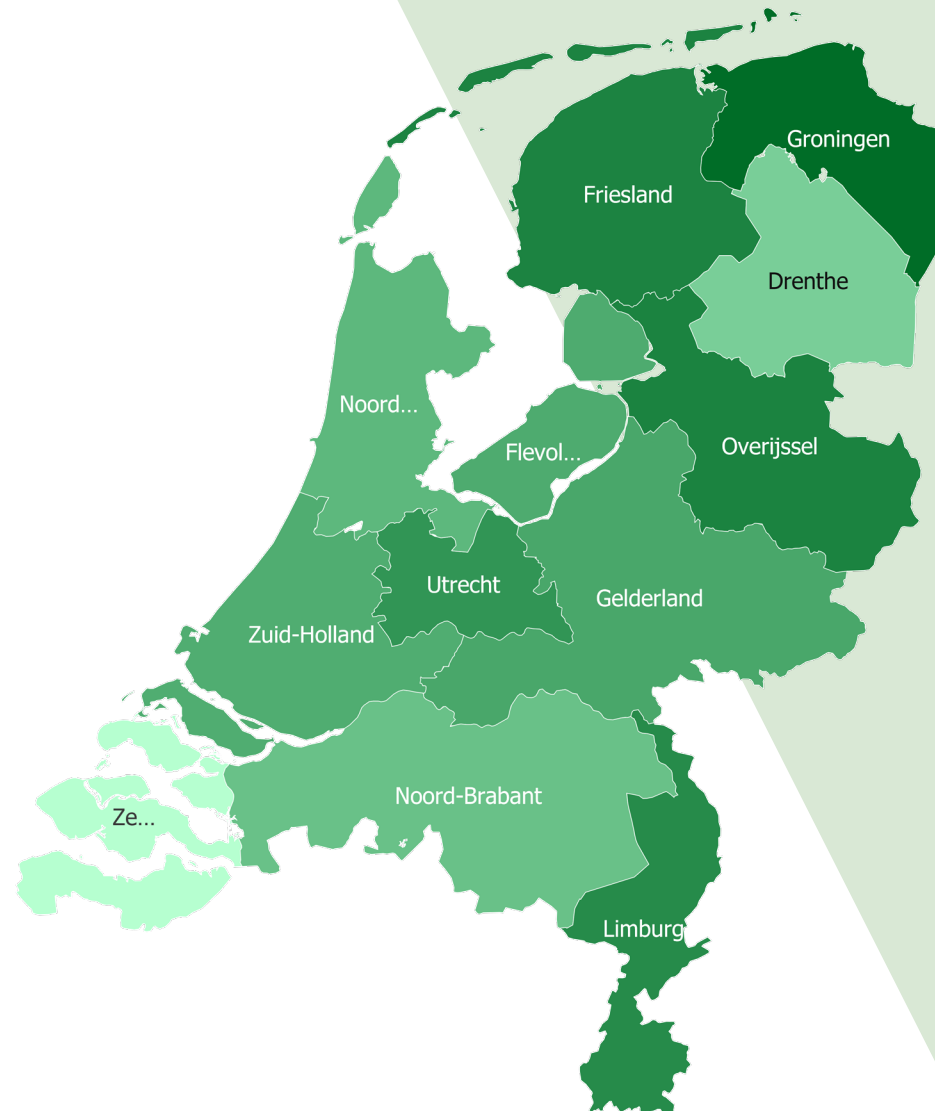 Groningen
Friesland
Drenthe
Noord...
Overijssel
Flevol...
Utrecht
Gelderland
Zuid-Holland
Noord-Brabant
Ze...
Limburg